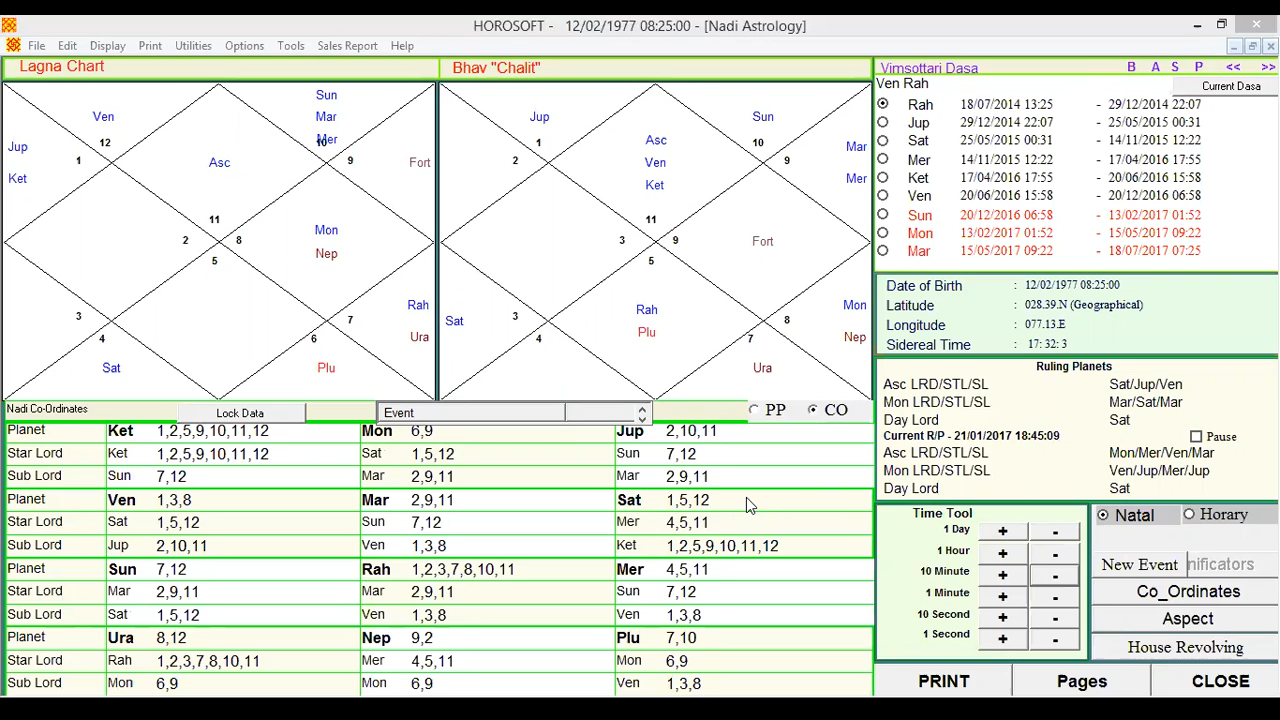 HOROSOFT - 12/02/1977 08:25:00 - [Nadi Astrology]
File Edit Display Print Utilities Options Tools Sales Report Help
Lagna Chart
Ven
12
Sun
Mar
Mer
10
Jup
1
Asc
9
Fort
Ket
11
2
8
Mon
5
Nep
3
7
Rah
4
6
Ura
Sat
Plu
Bhav "Chalit"
Jup
1
Sun
10
2
Asc
Ven
Ket
9
Mar
Mer
11
3
9
Fort
5
Sat
3
Rah
Plu
8
Mon
4
7
Nep
Ura
Vimsottari Dasa B A S P << >>
Ven Rah Current Dasa
Rah 18/07/2014 13:25 - 29/12/2014 22:07
Jup 29/12/2014 22:07 - 25/05/2015 00:31
Sat 25/05/2015 00:31 - 14/11/2015 12:22
Mer 14/11/2015 12:22 - 17/04/2016 17:55
Ket 17/04/2016 17:55 - 20/06/2016 15:58
Ven 20/06/2016 15:58 - 20/12/2016 06:58
Sun 20/12/2016 06:58 - 13/02/2017 01:52
Mon 13/02/2017 01:52 - 15/05/2017 09:22
Mar 15/05/2017 09:22 - 18/07/2017 07:25
Date of Birth : 12/02/1977 08:25:00
Latitude : 028.39.N (Geographical)
Longitude : 077.13.E
Sidereal Time : 17: 32: 3
Ruling Planets
Asc LRD/STL/SL Sat/Jup/Ven
Mon LRD/STL/SL Mar/Sat/Mar
Day Lord Sat
Current R/P - 21/01/2017 18:45:09 Pause
Asc LRD/STL/SL Mon/Mer/Ven/Mar
Mon LRD/STL/SL Ven/Jup/Mer/Jup
Day Lord Sat
Nadi Co-Ordinates Lock Data Event PP CO
Planet Ket 1,2,5,9,10,11,12 Mon 6,9 Jup 2,10,11
Star Lord Ket 1,2,5,9,10,11,12 Sat 1,5,12 Sun 7,12
Sub Lord Sun 7,12 Mar 2,9,11 Mar 2,9,11
Planet Ven 1,3,8 Mar 2,9,11 Sat 1,5,12
Star Lord Sat 1,5,12 Sun 7,12 Mer 4,5,11
Sub Lord Jup 2,10,11 Ven 1,3,8 Ket 1,2,5,9,10,11,12
Planet Sun 7,12 Rah 1,2,3,7,8,10,11 Mer 4,5,11
Star Lord Mar 2,9,11 Mar 2,9,11 Sun 7,12
Sub Lord Sat 1,5,12 Ven 1,3,8 Ven 1,3,8
Planet Ura 8,12 Nep 9,2 Plu 7,10
Star Lord Rah 1,2,3,7,8,10,11 Mer 4,5,11 Mon 6,9
Sub Lord Mon 6,9 Mon 6,9 Ven 1,3,8
Time Tool
1 Day + -
1 Hour + -
10 Minute + -
1 Minute + -
10 Second + -
1 Second + -
Natal Horary
New Event nificators
Co_Ordinates
Aspect
House Revolving
PRINT Pages CLOSE